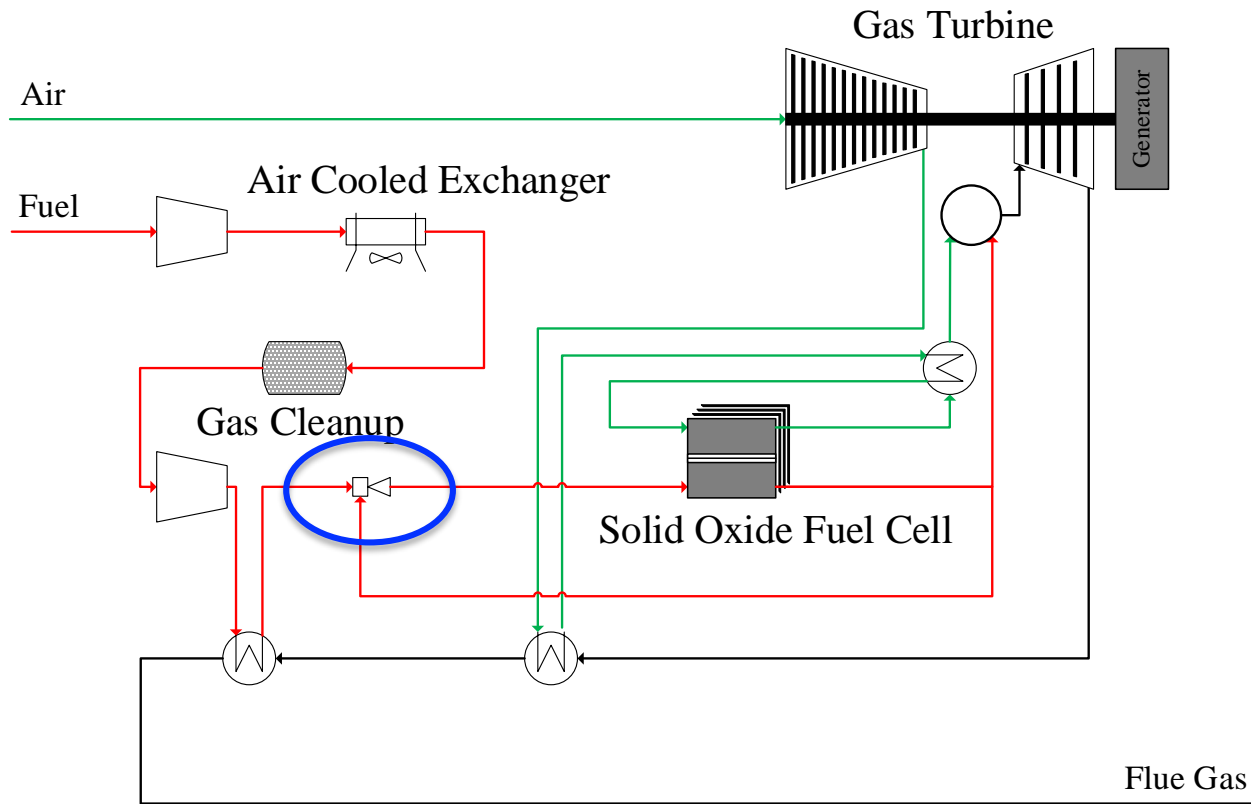 Gas Turbine
Air
Generator
Air Cooled Exchanger
Fuel
Gas Cleanup
Solid Oxide Fuel Cell
Flue Gas